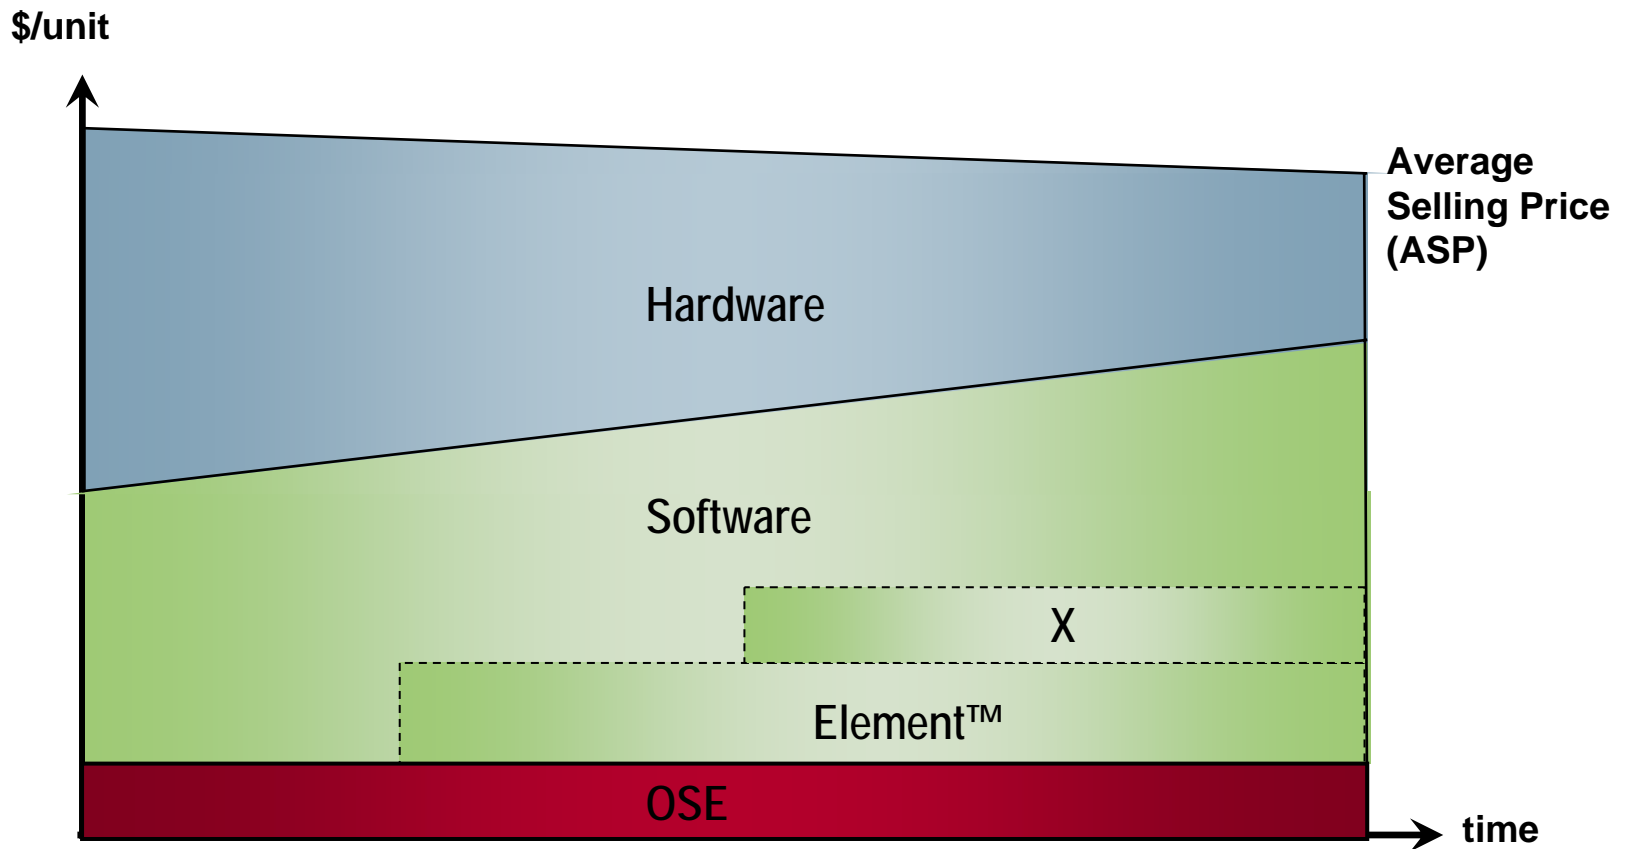 $/unit
Average
Selling Price
(ASP)
Hardware
Software
X
Element™
OSE
time